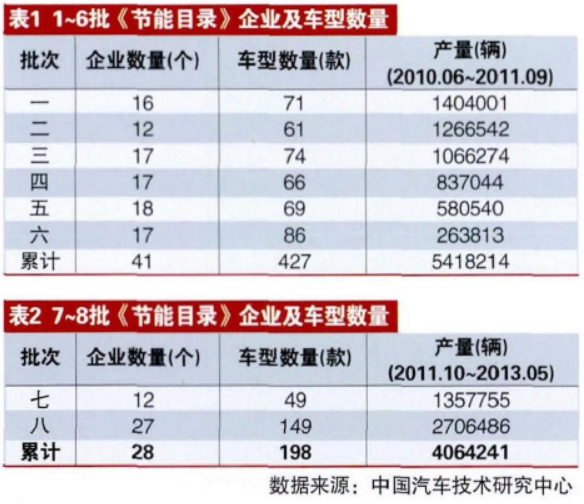 表1 1~6批《节能目录》企业及车型数量
批次 企业数量(个) 车型数量(款) 产量(辆)
(2010.06~2011.09)
一 16 71 1404001
二 12 61 1266542
三 17 74 1066274
四 17 66 837044
五 18 69 580540
六 17 86 263813
累计 41 427 5418214
表2 7~8批《节能目录》企业及车型数量
批次 企业数量(个) 车型数量(款) 产量(辆)
(2011.10~2013.05)
七 12 49 1357755
八 27 149 2706486
累计 28 198 4064241
数据来源：中国汽车技术研究中心